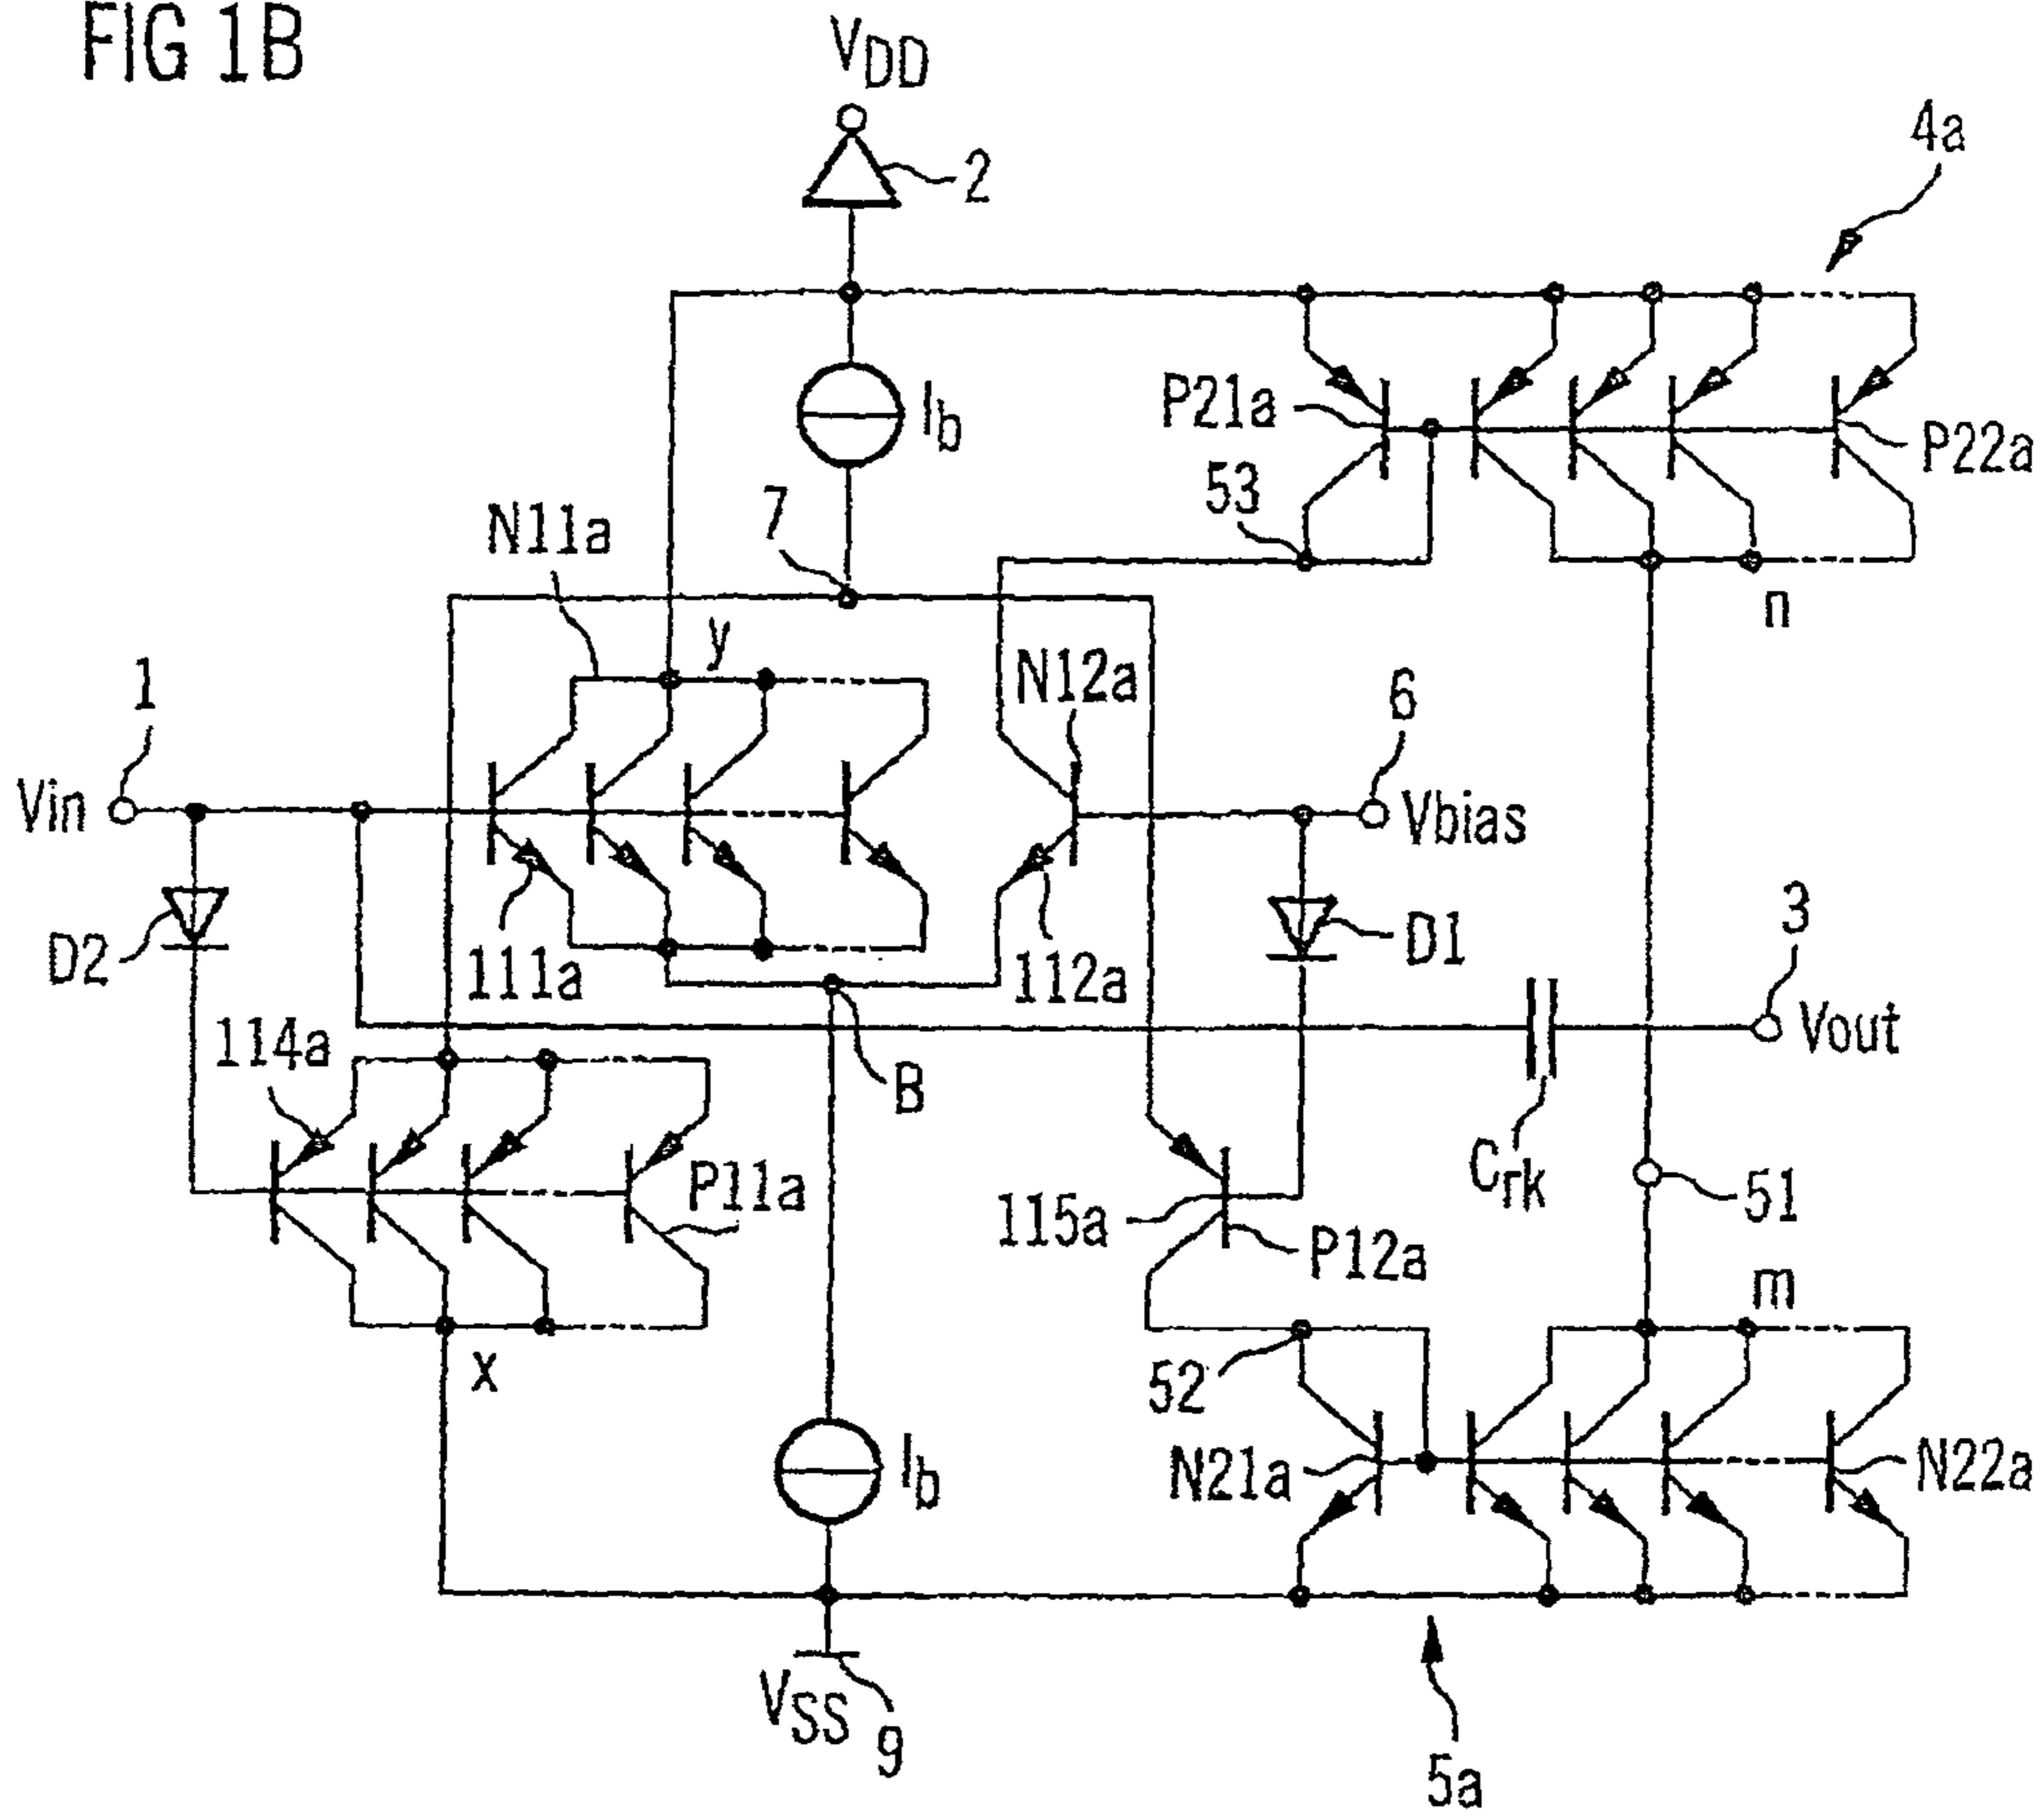 FIG 1B
VDD
2
4a
Ib
P21a
P22a
53
7
N11a
n
y
N12a
1
6
Vin
Vbias
D2
111a
112a
D1
3
114a
B
Vout
Crk
P11a
51
115a
P12a
m
x
52
Ib
N21a
N22a
VSS
9
5a